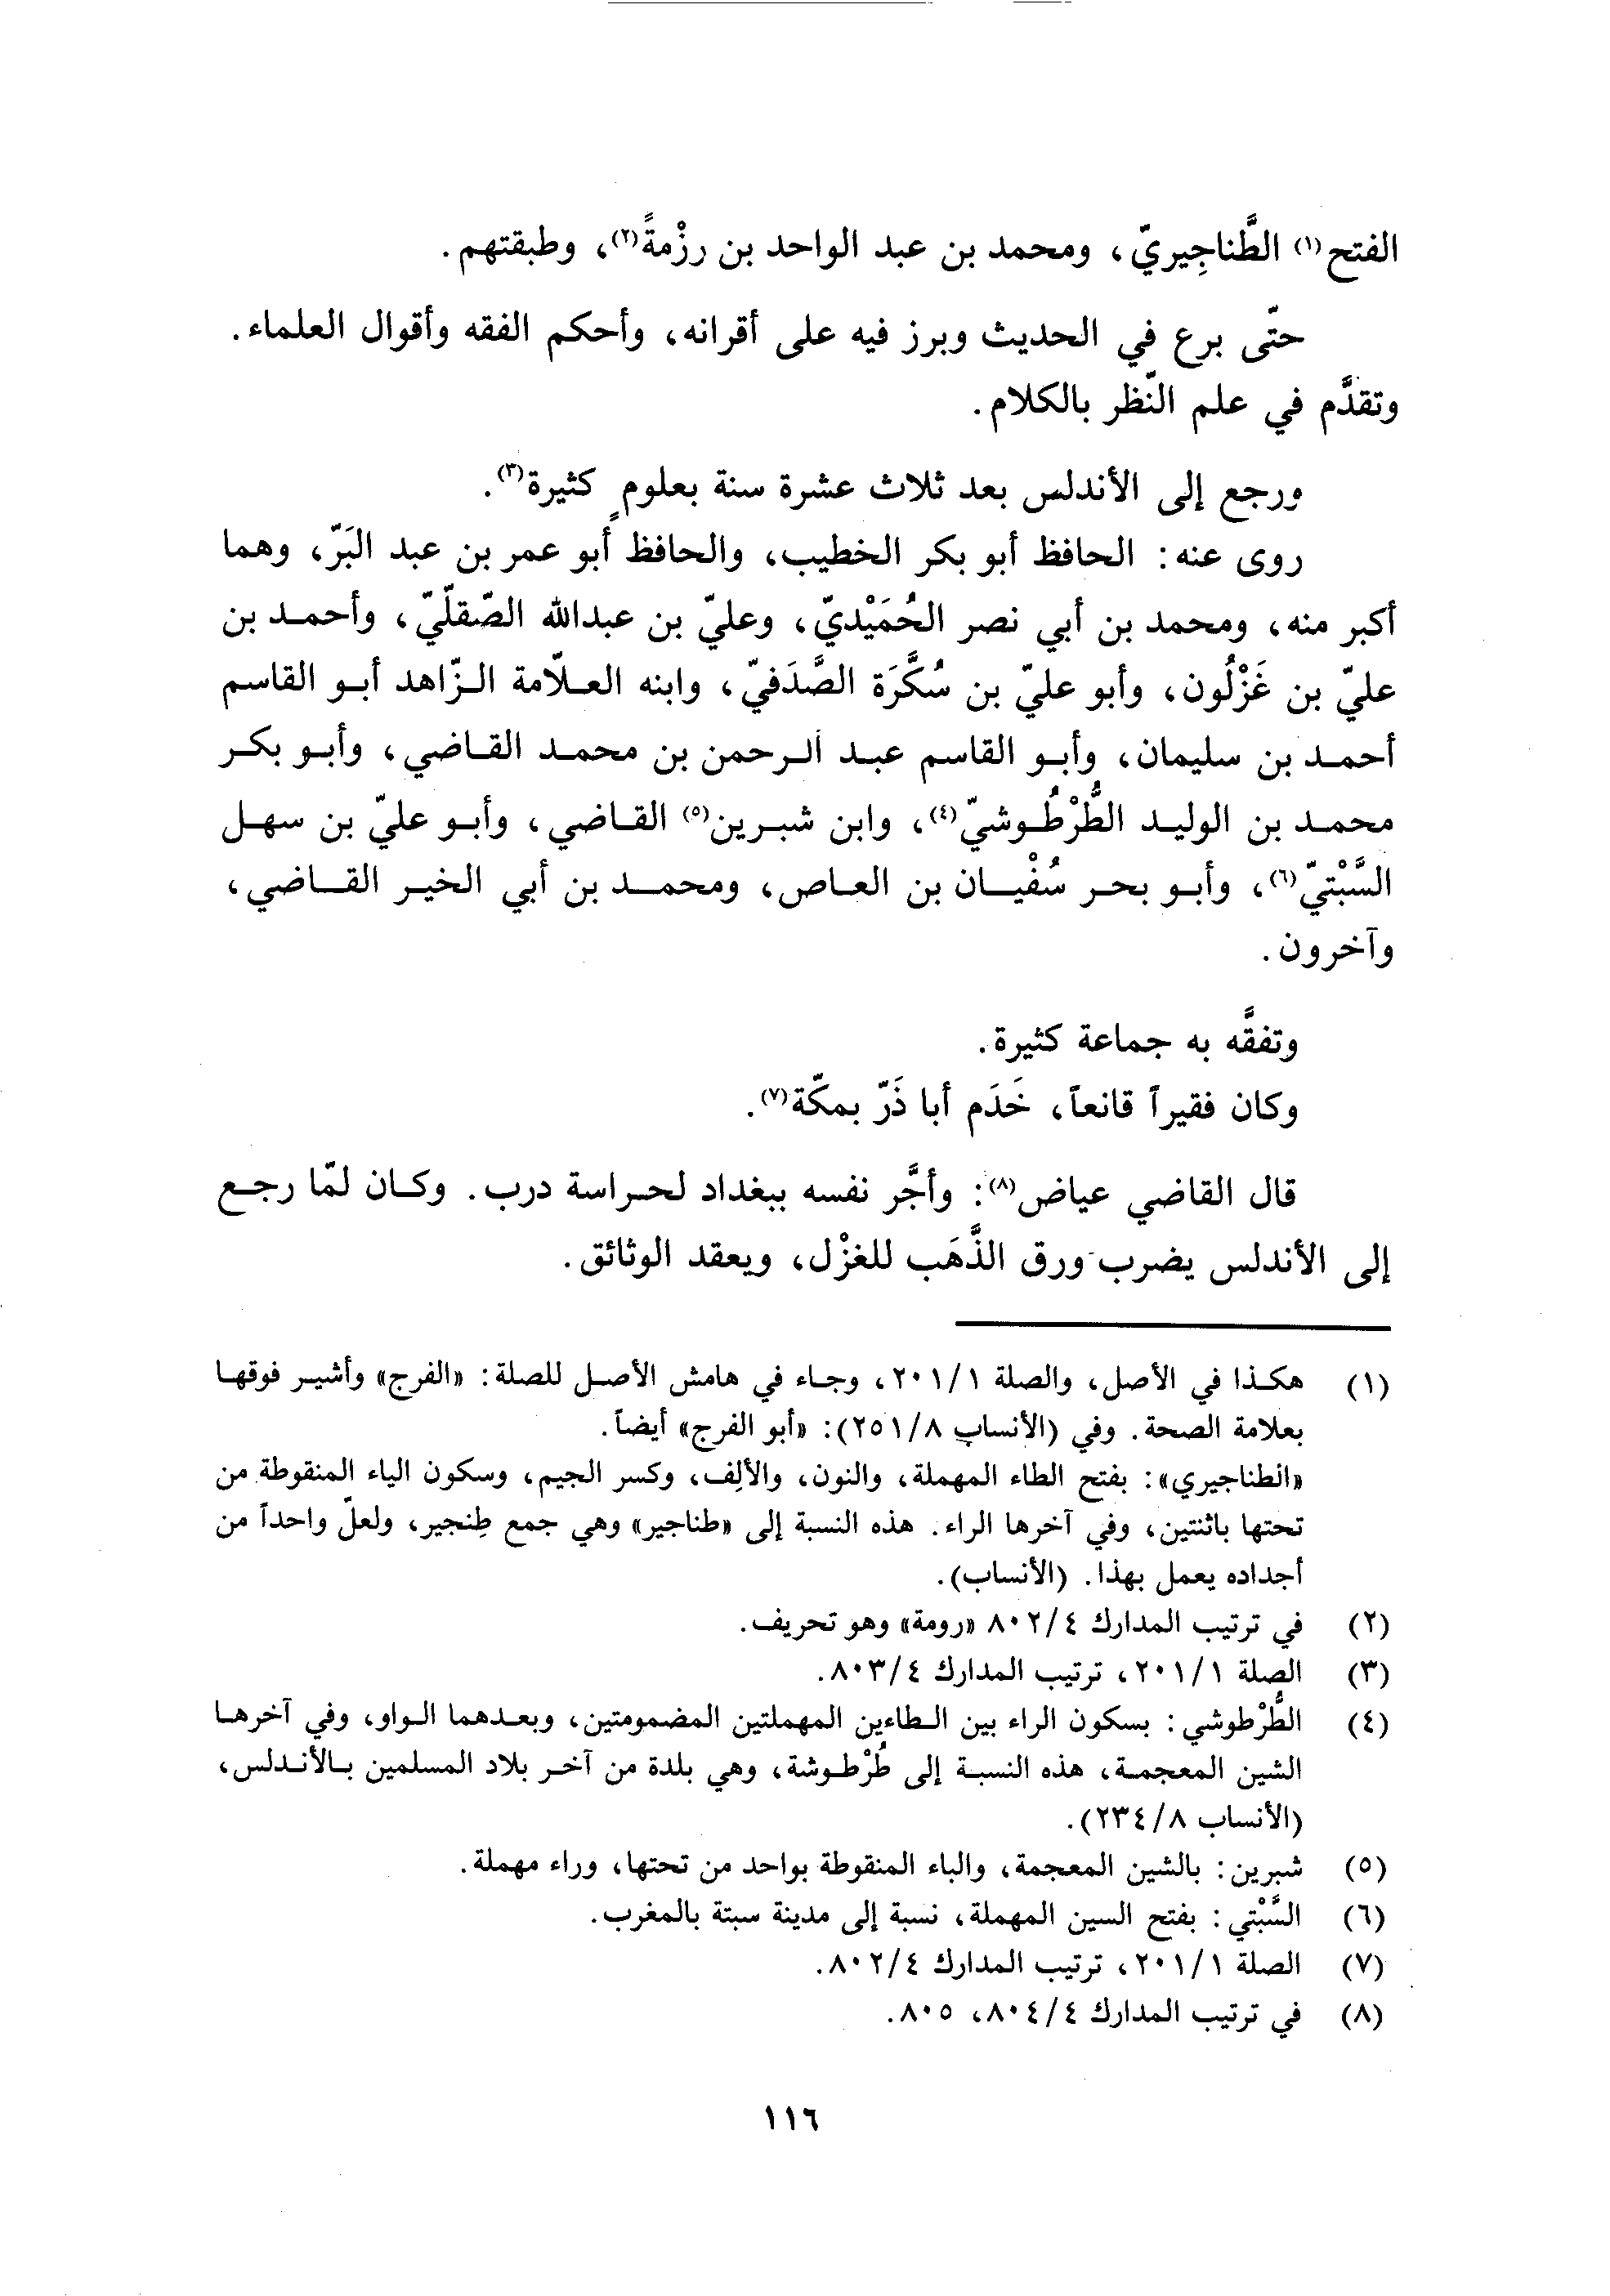 الفتح(١) الطَّناجِيريّ، ومحمد بن عبد الواحد بن رزْمةً(٢)، وطبقتهم.
حتّى برع في الحديث وبرز فيه على أقرانه، وأحكم الفقه وأقوال العلماء.
وتقدَّم في علم النّظر بالكلام.
ورجع إلى الأندلس بعد ثلاث عشرة سنة بعلومٍ كثيرة(٣).
روى عنه: الحافظ أبو بكر الخطيب، والحافظ أبو عمر بن عبد البَرّ، وهما
أكبر منه، ومحمد بن أبي نصر الحُمَيْديّ، وعليّ بن عبدالله الصّقلّيّ، وأحمد بن
عليّ بن غَزْلُون، وأبو عليّ بن سُكَّرَة الصَّدَفيّ، وابنه العلاّمة الزّاهد أبو القاسم
أحمد بن سليمان، وأبو القاسم عبد الرحمن بن محمد القاضي، وأبو بكر
محمد بن الوليد الطُّرْطُوشيّ(٤)، وابن شبرين(٥) القاضي، وأبو عليّ بن سهل
السَّبْتيّ(٦)، وأبو بحر سُفْيان بن العاص، ومحمد بن أبي الخير القاضي،
وآخرون.
وتفقَّه به جماعة كثيرة.
وكان فقيراً قانعاً، خَدَم أبا ذَرّ بمكّة(٧).
قال القاضي عياض(٨): وأجَّر نفسه ببغداد لحراسة درب. وكان لمّا رجع
إلى الأندلس يضرب ورق الذَّهَب للغزْل، ويعقد الوثائق.
(١) هكذا في الأصل، والصلة ٢٠١/١، وجاء في هامش الأصل للصلة: «الفرج» وأشير فوقها
بعلامة الصحة. وفي (الأنساب ٢٥١/٨): «أبو الفرج» أيضاً.
«الطناجيري»: بفتح الطاء المهملة، والنون، والألِف، وكسر الجيم، وسكون الياء المنقوطة من
تحتها باثنتين، وفي آخرها الراء. هذه النسبة إلى «طناجير» وهي جمع طِنجير، ولعلّ واحداً من
أجداده يعمل بهذا. (الأنساب).
(٢) في ترتيب المدارك ٨٠٢/٤ «رومة» وهو تحريف.
(٣) الصلة ٢٠١/١، ترتيب المدارك ٨٠٣/٤.
(٤) الطُّرْطوشي: بسكون الراء بين الطاءين المهملتين المضمومتين، وبعدهما الواو، وفي آخرها
الشين المعجمة، هذه النسبة إلى طُرْطوشة، وهي بلدة من آخر بلاد المسلمين بالأندلس،
(الأنساب ٢٣٤/٨).
(٥) شبرين: بالشين المعجمة، والباء المنقوطة بواحد من تحتها، وراء مهملة.
(٦) السَّبْتي: بفتح السين المهملة، نسبة إلى مدينة سبتة بالمغرب.
(٧) الصلة ٢٠١/١، ترتيب المدارك ٨٠٢/٤.
(٨) في ترتيب المدارك ٨٠٤/٤، ٨٠٥.
١١٦